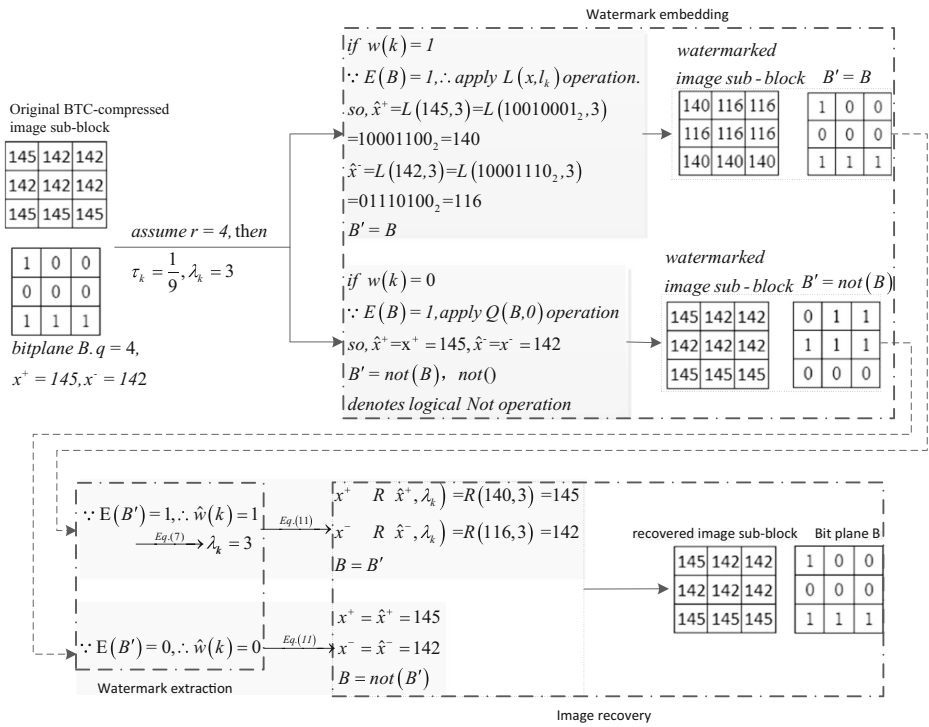 Watermark embedding
Original BTC-compressed
image sub-block
145 142 142
142 142 142
145 145 145
1 0 0
0 0 0
1 1 1
bitplane B. q = 4,
x⁺ = 145, x⁻ = 142
assume r = 4, then
τₖ = 1/9, λₖ = 3
if w(k) = 1
∵ E(B) = 1, ∴ apply L(x, lₖ) operation.
so, x̂⁺ = L(145,3) = L(10010001₂, 3)
=10001100₂ = 140
x̂⁻ = L(142,3) = L(10001110₂, 3)
=01110100₂ = 116
B′ = B
watermarked
image sub - block B′ = B
140 116 116
116 116 116
140 140 140
1 0 0
0 0 0
1 1 1
if w(k) = 0
∵ E(B) = 1, apply Q(B,0) operation
so, x̂⁺ = x⁺ = 145, x̂⁻ = x⁻ = 142
B′ = not(B), not()
denotes logical Not operation
watermarked
image sub - block B′ = not(B)
145 142 142
142 142 142
145 145 145
0 1 1
1 1 1
0 0 0
∵ E(B′) = 1, ∴ ŵ(k) = 1
Eq.(7) λₖ = 3
Eq.(11)
x⁺ R x̂⁺, λₖ) = R(140,3) = 145
x⁻ R x̂⁻, λₖ) = R(116,3) = 142
B = B′
∵ E(B′) = 0, ∴ ŵ(k) = 0
Eq.(11)
x⁺ = x̂⁺ = 145
x⁻ = x̂⁻ = 142
B = not(B′)
Watermark extraction
recovered image sub-block Bit plane B
145 142 142
142 142 142
145 145 145
1 0 0
0 0 0
1 1 1
Image recovery